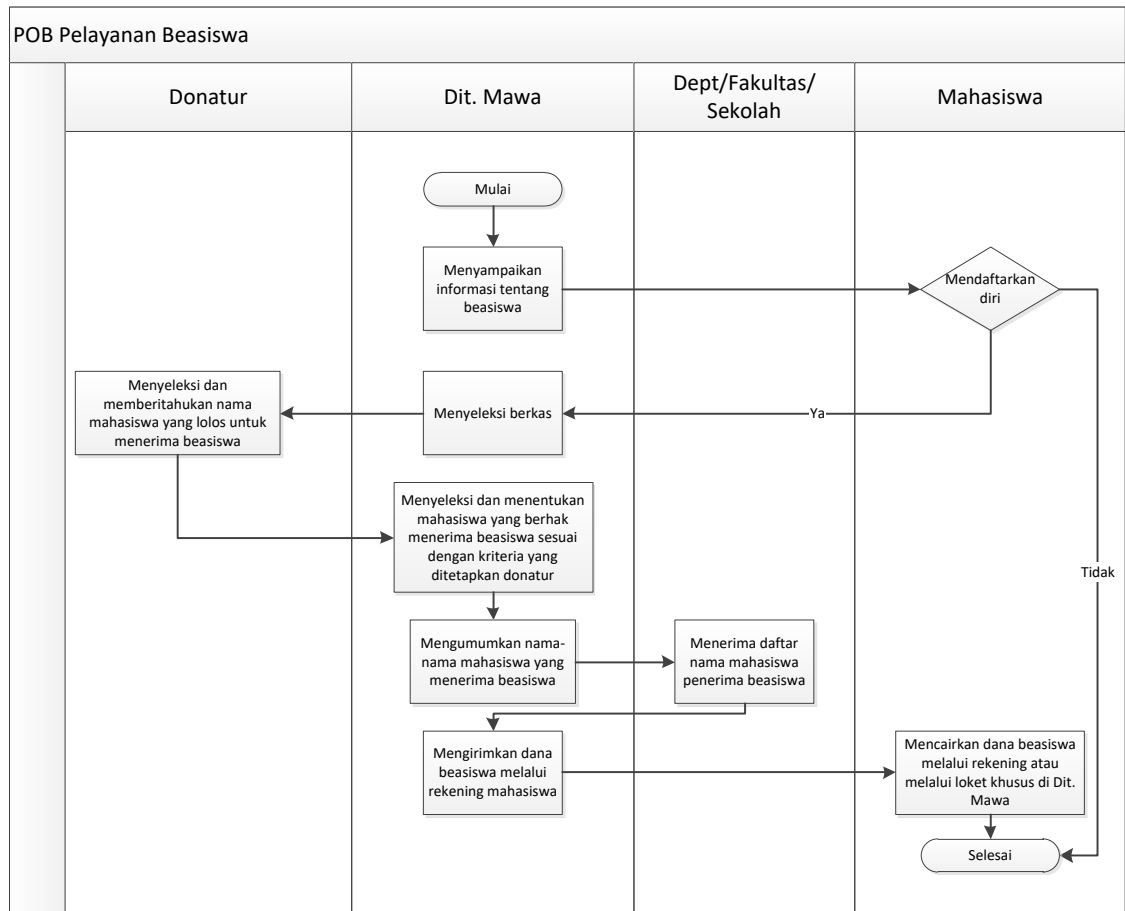 POB Pelayanan Beasiswa
Donatur
Dit. Mawa
Dept/Fakultas/
Sekolah
Mahasiswa
Mulai
Menyampaikan
informasi tentang
beasiswa
Mendaftarkan
diri
Menyeleksi dan
memberitahukan nama
mahasiswa yang lolos untuk
menerima beasiswa
Menyeleksi berkas
Ya
Menyeleksi dan menentukan
mahasiswa yang berhak
menerima beasiswa sesuai
dengan kriteria yang
ditetapkan donatur
Tidak
Mengumumkan nama-
nama mahasiswa yang
menerima beasiswa
Menerima daftar
nama mahasiswa
penerima beasiswa
Mengirimkan dana
beasiswa melalui
rekening mahasiswa
Mencairkan dana beasiswa
melalui rekening atau
melalui loket khusus di Dit.
Mawa
Selesai